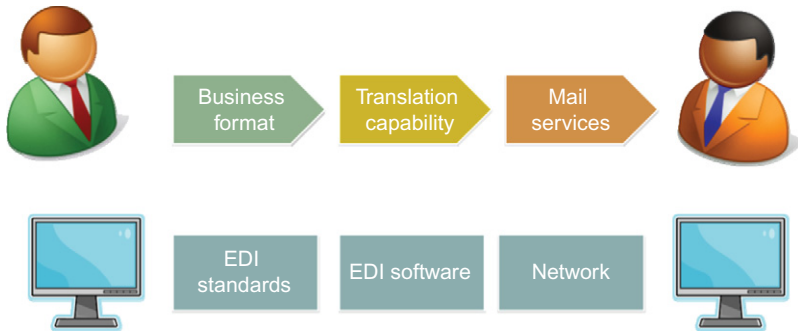 Business
format
Translation
capability
Mail
services
EDI
standards
EDI software
Network